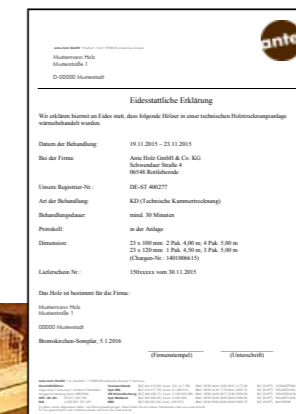 ante
Mustermann Holz
Musterstraße 1
D-00000 Musterstadt
Eidesstattliche Erklärung
Wir erklären hiermit an Eides statt, dass folgende Hölzer in einer technischen Holztrocknungsanlage
wärmebehandelt wurden.
Datum der Behandlung: 19.11.2015 – 23.11.2015
Bei der Firma: Ante Holz GmbH & Co. KG
Schwendaer Straße 4
06548 Rottleberode
Unsere Registrier-Nr.: DE-ST 400277
Art der Behandlung: KD (Technische Kammertrocknung)
Behandlungsdauer: mind. 30 Minuten
Protokoll: in der Anlage
Dimension 23 x 100 mm 2 Pak. 4,00 m; 4 Pak. 5,00 m
23 x 120 mm 1 Pak. 4,50 m; 3 Pak. 5,00 m
(Chargen-Nr.: 1401006615)
Lieferschein Nr.: 150xxxxx vom 30.11.2015
Das Holz ist bestimmt für die Firma:
Mustermann Holz
Musterstraße 1
00000 Musterstadt
Bromskirchen-Somplar, 5.1.2016
(Firmenstempel) (Unterschrift)